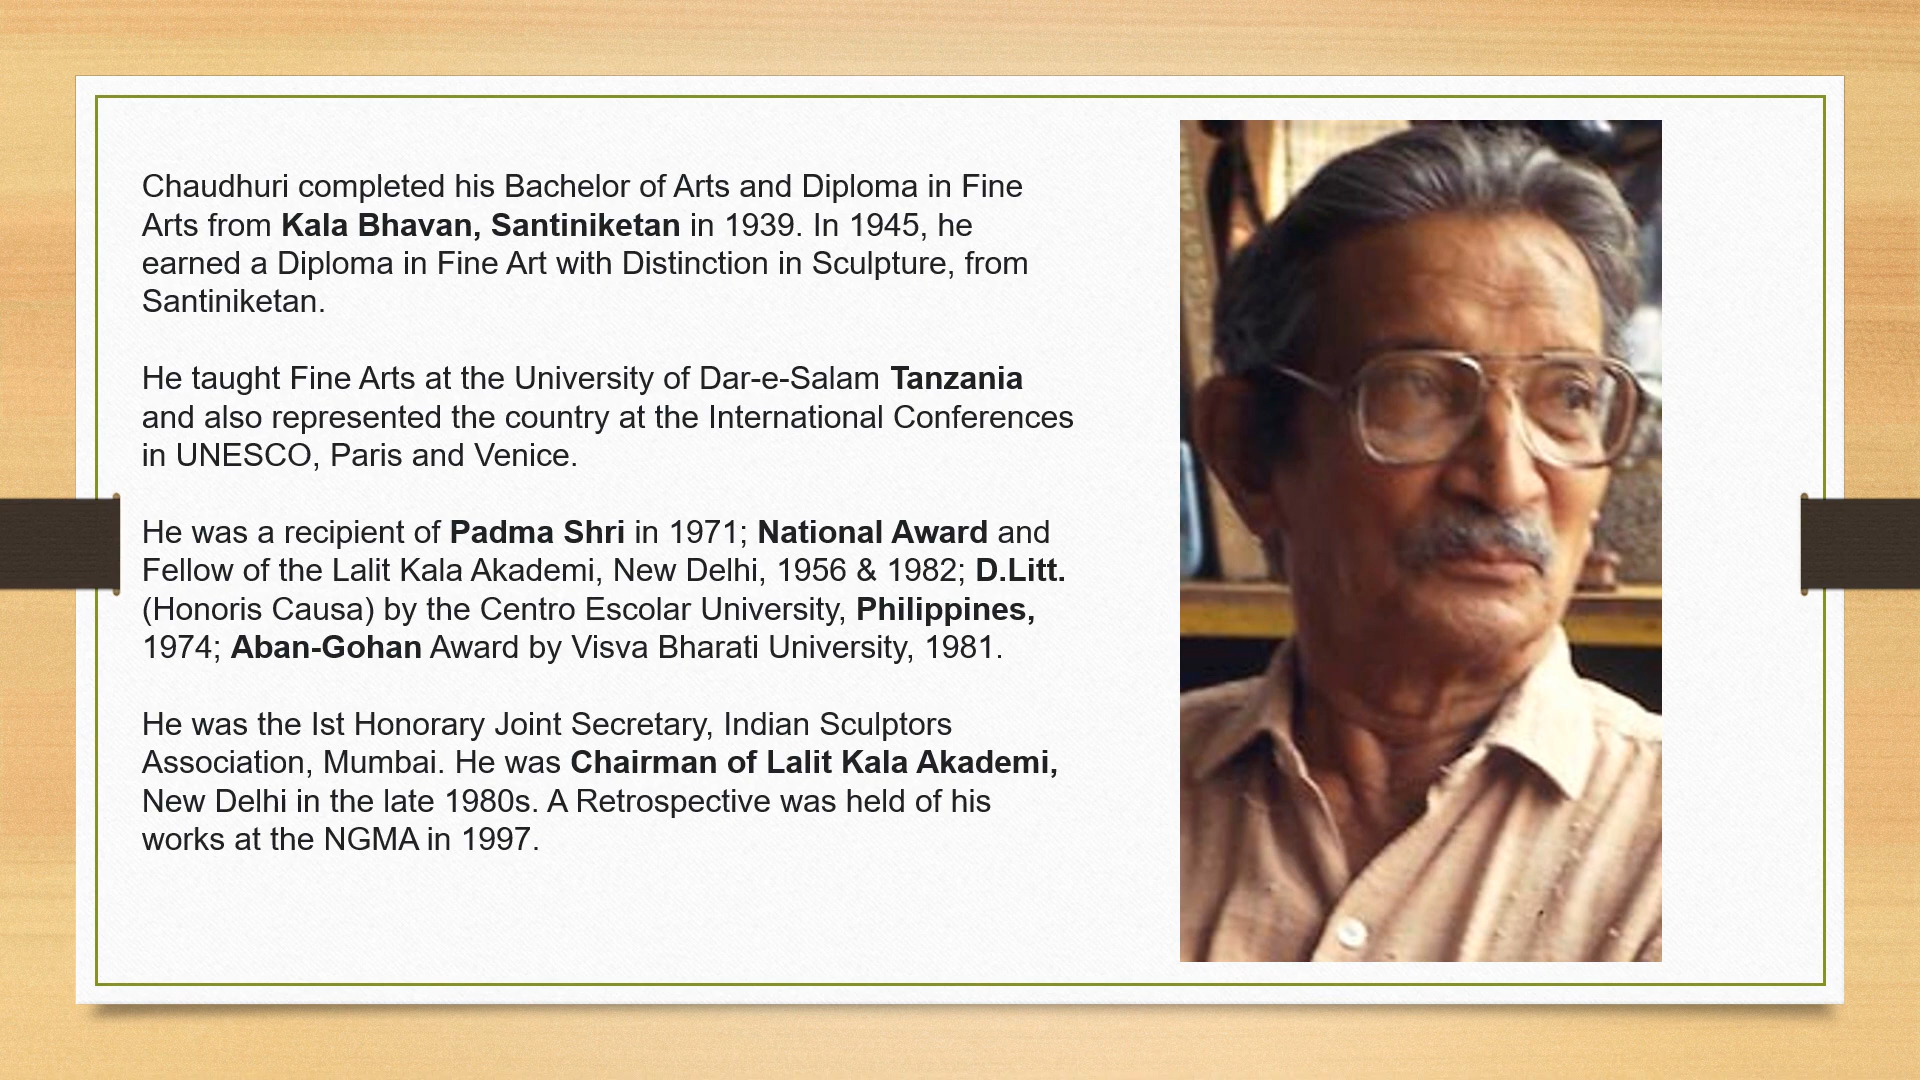 Chaudhuri completed his Bachelor of Arts and Diploma in Fine
Arts from Kala Bhavan, Santiniketan in 1939. In 1945, he
earned a Diploma in Fine Art with Distinction in Sculpture, from
Santiniketan.
He taught Fine Arts at the University of Dar-e-Salam Tanzania
and also represented the country at the International Conferences
in UNESCO, Paris and Venice.
He was a recipient of Padma Shri in 1971; National Award and
Fellow of the Lalit Kala Akademi, New Delhi, 1956 & 1982; D.Litt.
(Honoris Causa) by the Centro Escolar University, Philippines,
1974; Aban-Gohan Award by Visva Bharati University, 1981.
He was the Ist Honorary Joint Secretary, Indian Sculptors
Association, Mumbai. He was Chairman of Lalit Kala Akademi,
New Delhi in the late 1980s. A Retrospective was held of his
works at the NGMA in 1997.